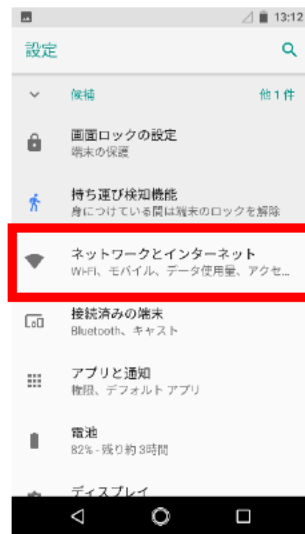 13:12
設定
候補 他1件
画面ロックの設定
端末の保護
持ち運び検知機能
身につけている間は端末のロックを解除
ネットワークとインターネット
Wi-Fi、モバイル、データ使用量、アクセ...
接続済みの端末
Bluetooth、キャスト
アプリと通知
権限、デフォルト アプリ
電池
82% - 残り約 3時間
ディスプレイ